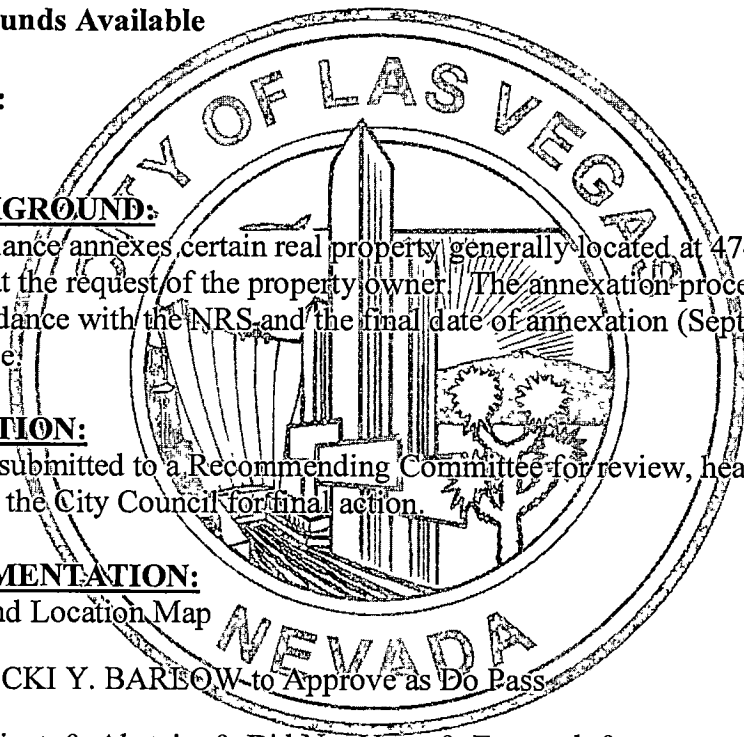 unds Available
:
KGROUND:
CITY OF LAS VEGAS
ance annexes certain real property generally located at 47
at the request of the property owner. The annexation proce
dance with the NRS and the final date of annexation (Sept
e.
TION:
submitted to a Recommending Committee for review, hea
the City Council for final action.
MENTATION:
nd Location Map
NEVADA
CKI Y. BARLOW to Approve as Do Pass